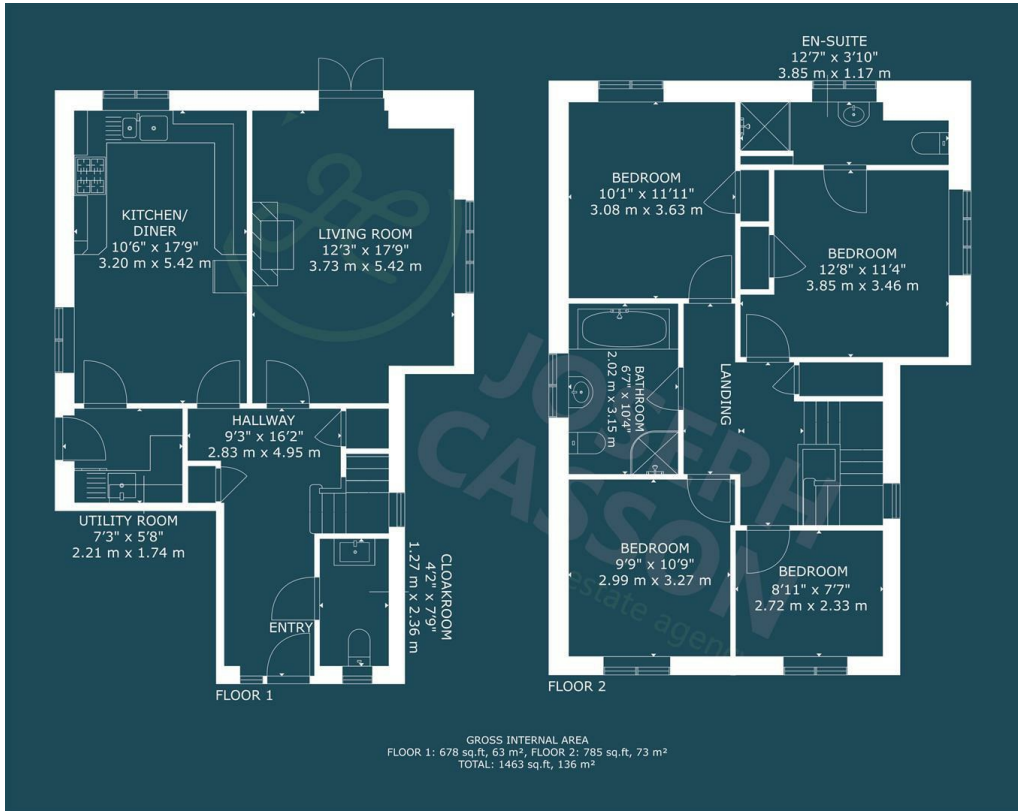 KITCHEN/
DINER
10'6" x 17'9"
3.20 m x 5.42 m
LIVING ROOM
12'3" x 17'9"
3.73 m x 5.42 m
HALLWAY
9'3" x 16'2"
2.83 m x 4.95 m
UTILITY ROOM
7'3" x 5'8"
2.21 m x 1.74 m
CLOAKROOM
4'2" x 7'9"
1.27 m x 2.36 m
ENTRY
FLOOR 1
EN-SUITE
12'7" x 3'10"
3.85 m x 1.17 m
BEDROOM
10'1" x 11'11"
3.08 m x 3.63 m
BEDROOM
12'8" x 11'4"
3.85 m x 3.46 m
BATHROOM
6'7" x 10'4"
2.02 m x 3.15 m
LANDING
BEDROOM
9'9" x 10'9"
2.99 m x 3.27 m
BEDROOM
8'11" x 7'7"
2.72 m x 2.33 m
FLOOR 2
JOSEPH
CASSON
estate agency
GROSS INTERNAL AREA
FLOOR 1: 678 sq.ft, 63 m², FLOOR 2: 785 sq.ft, 73 m²
TOTAL: 1463 sq.ft, 136 m²